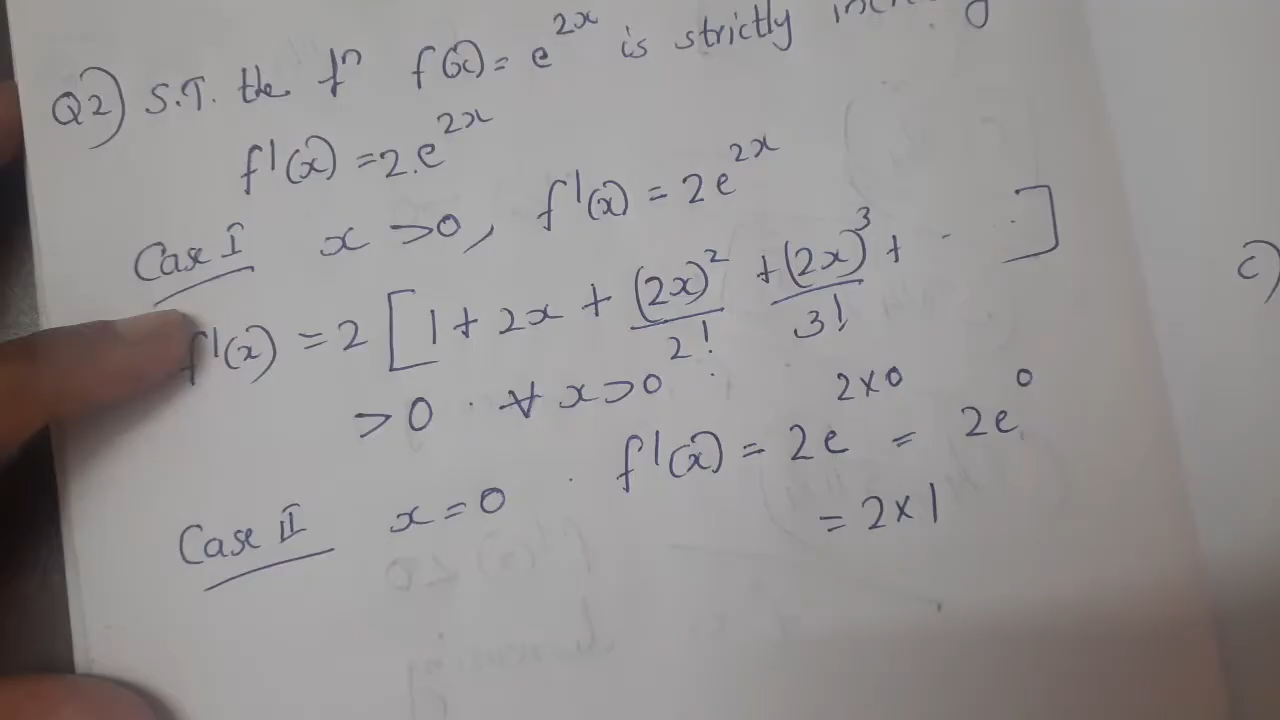 Q2) S.T. the fn f(x) = e^2x is strictly
f'(x) = 2.e^2x
Case I x > 0, f'(x) = 2e^2x
f'(x) = 2 [1 + 2x + (2x)^2/2! + (2x)^3/3! + . . . ]
> 0 . ∀ x > 0
Case II x = 0 . f'(x) = 2e^2×0 = 2e^0
= 2 × 1
c)